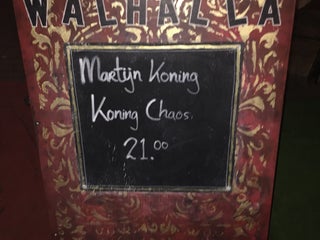 WALHALLA
Martijn Koning
Koning Chaos.
21.00